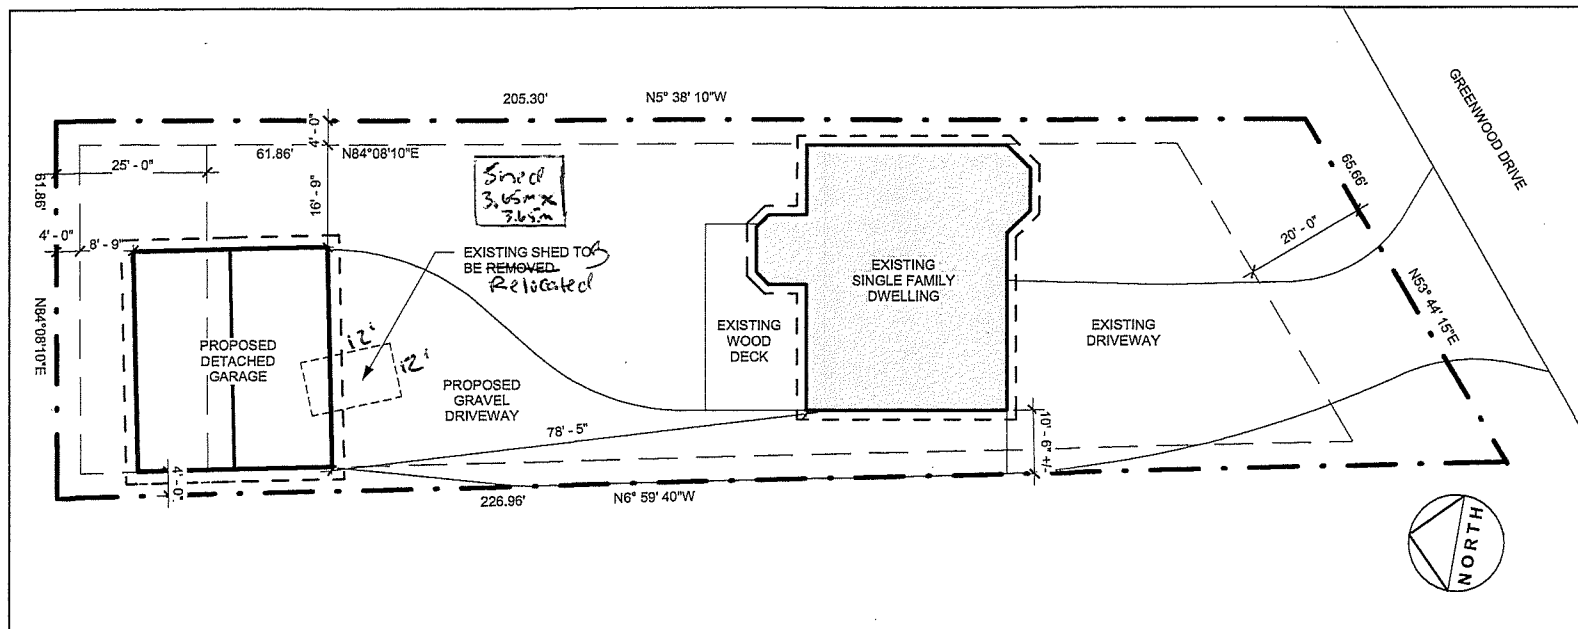 205.30' N5° 38' 10"W
GREENWOOD DRIVE
4' - 0"
61.86' N84°08'10"E
25' - 0"
16' - 9"
61.86'
4' - 0"
8' - 9"
N84°08'10"E
Shed
3.65m x
3.65m
EXISTING SHED TO
BE REMOVED
Relocated
12'
12'
PROPOSED
DETACHED
GARAGE
PROPOSED
GRAVEL
DRIVEWAY
EXISTING
WOOD
DECK
EXISTING
SINGLE FAMILY
DWELLING
EXISTING
DRIVEWAY
65.66'
20' - 0"
N53° 44' 15"E
78' - 5"
10' - 6" +/-
4' - 0"
226.96' N6° 59' 40"W
NORTH